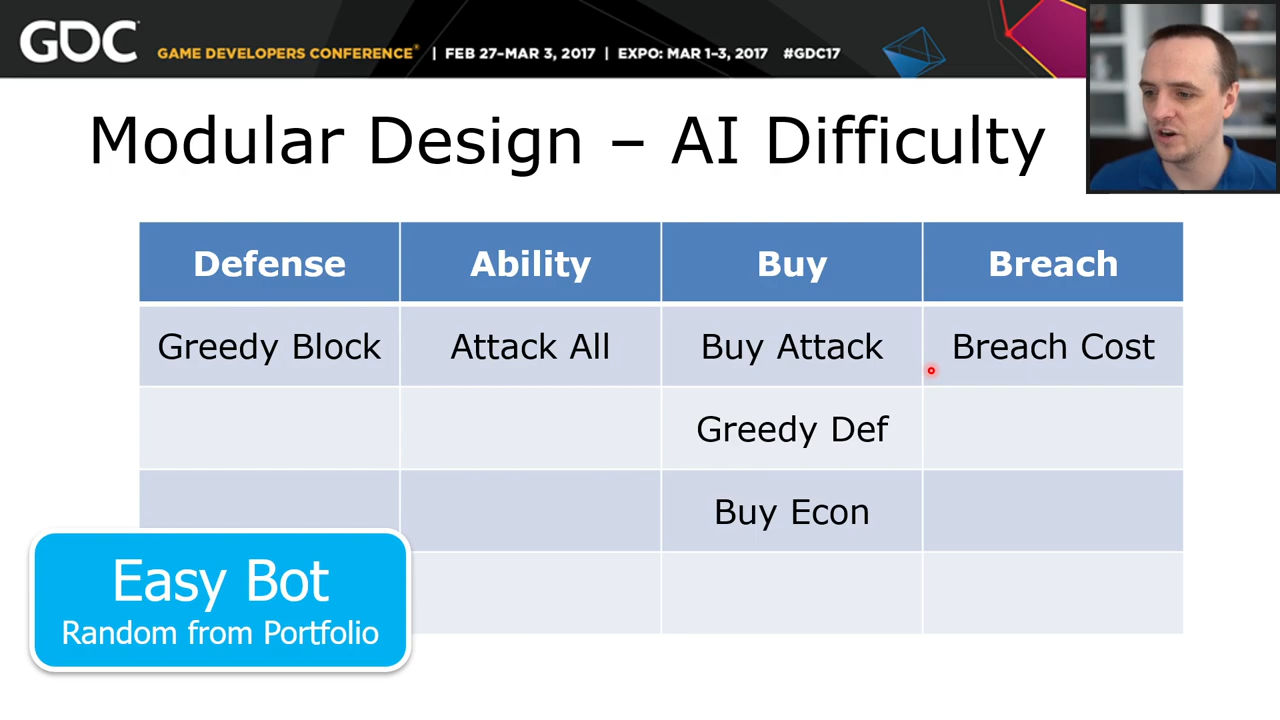 GDC GAME DEVELOPERS CONFERENCE® | FEB 27–MAR 3, 2017 | EXPO: MAR 1–3, 2017 #GDC17
Modular Design – AI Difficulty
Defense Ability Buy Breach
Greedy Block Attack All Buy Attack Breach Cost
Greedy Def
Buy Econ
Easy Bot
Random from Portfolio